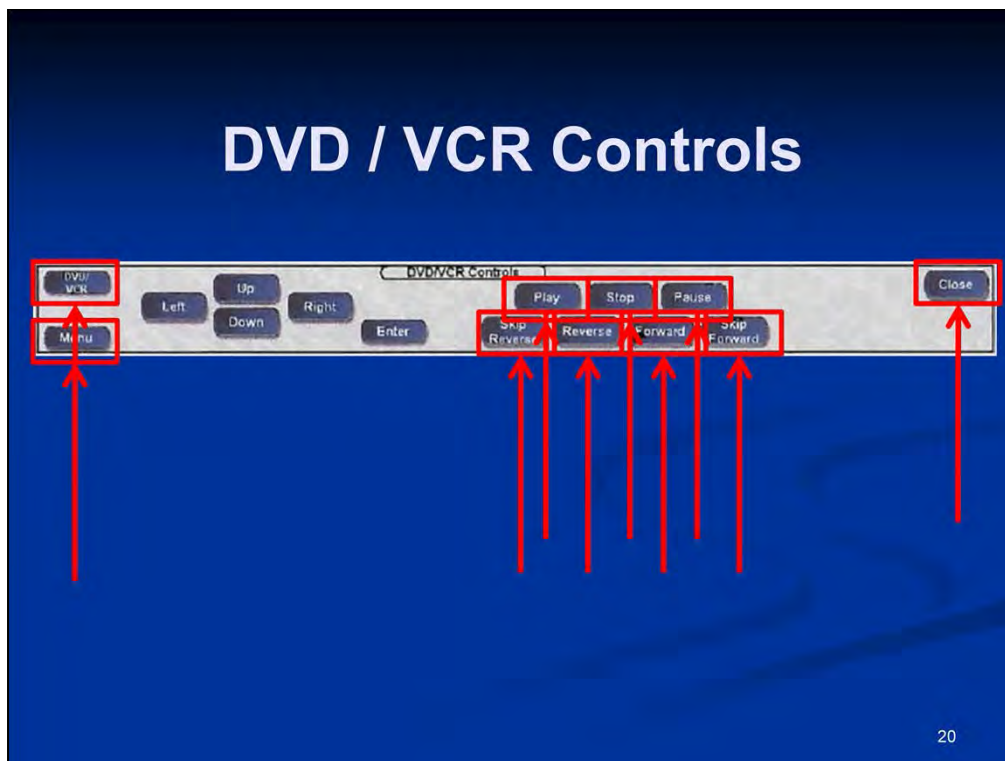 DVD / VCR Controls
DVD/VCR Controls
DVD/
VCR
Menu
Left
Up
Down
Right
Enter
Play
Stop
Pause
Skip
Reverse
Reverse
Forward
Skip
Forward
Close
20